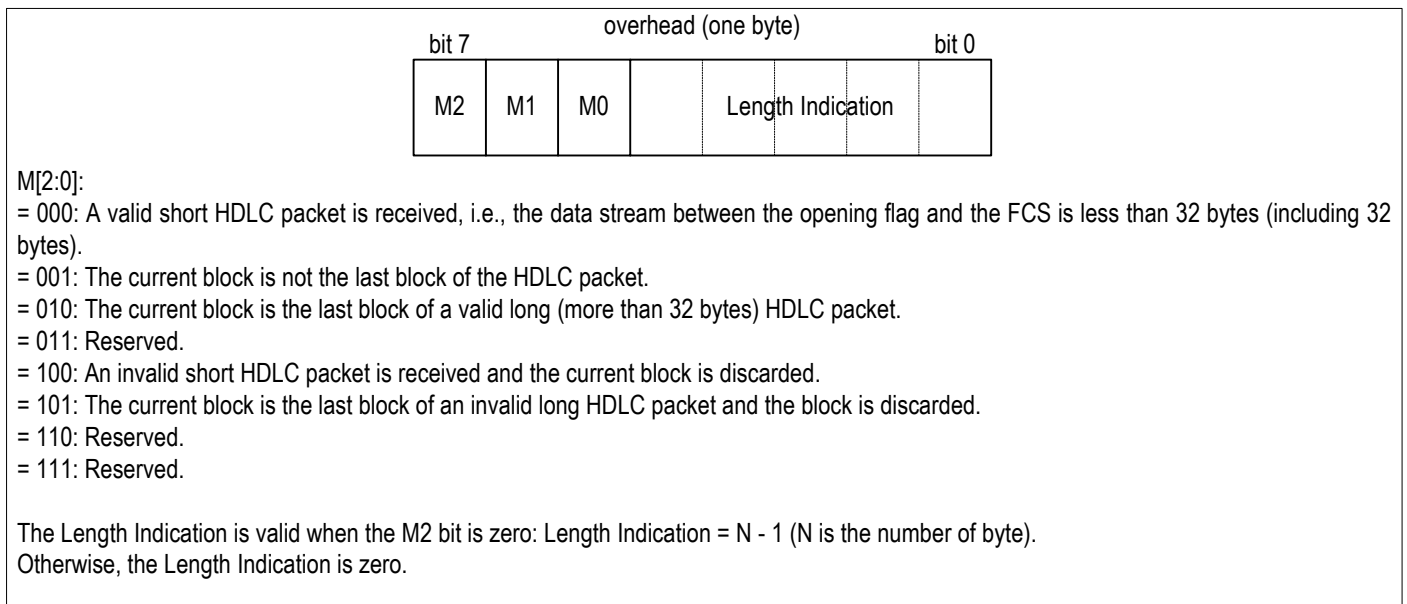 overhead (one byte)
bit 7 bit 0
M2 M1 M0 Length Indication
M[2:0]:
= 000: A valid short HDLC packet is received, i.e., the data stream between the opening flag and the FCS is less than 32 bytes (including 32
bytes).
= 001: The current block is not the last block of the HDLC packet.
= 010: The current block is the last block of a valid long (more than 32 bytes) HDLC packet.
= 011: Reserved.
= 100: An invalid short HDLC packet is received and the current block is discarded.
= 101: The current block is the last block of an invalid long HDLC packet and the block is discarded.
= 110: Reserved.
= 111: Reserved.
The Length Indication is valid when the M2 bit is zero: Length Indication = N - 1 (N is the number of byte).
Otherwise, the Length Indication is zero.